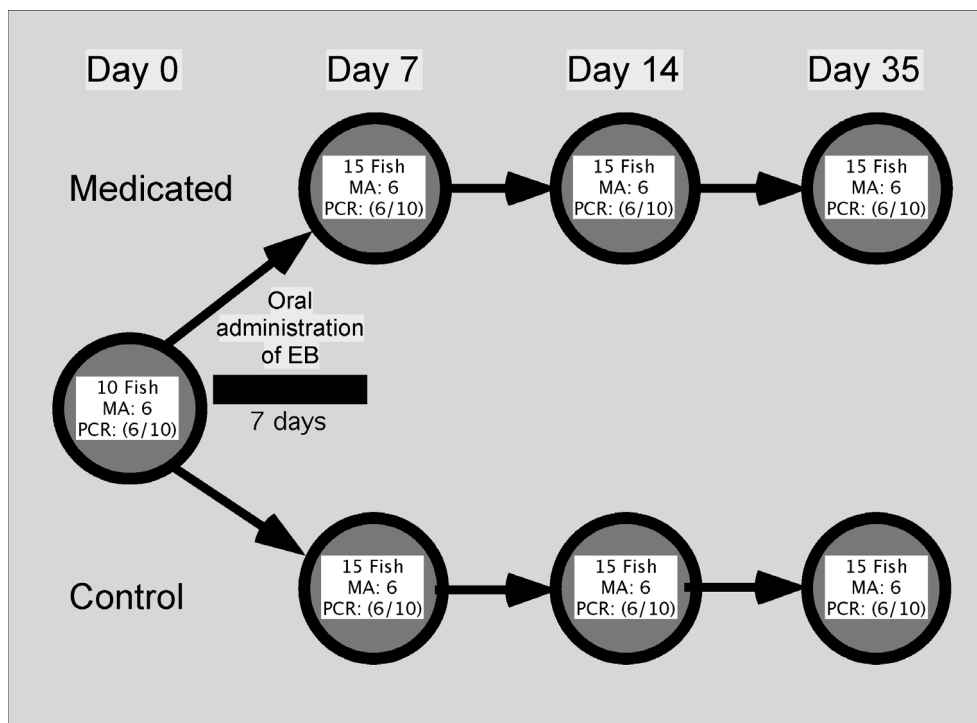 Day 0
Day 7
Day 14
Day 35
Medicated
15 Fish
MA: 6
PCR: (6/10)
15 Fish
MA: 6
PCR: (6/10)
15 Fish
MA: 6
PCR: (6/10)
Oral
administration
of EB
7 days
10 Fish
MA: 6
PCR: (6/10)
Control
15 Fish
MA: 6
PCR: (6/10)
15 Fish
MA: 6
PCR: (6/10)
15 Fish
MA: 6
PCR: (6/10)